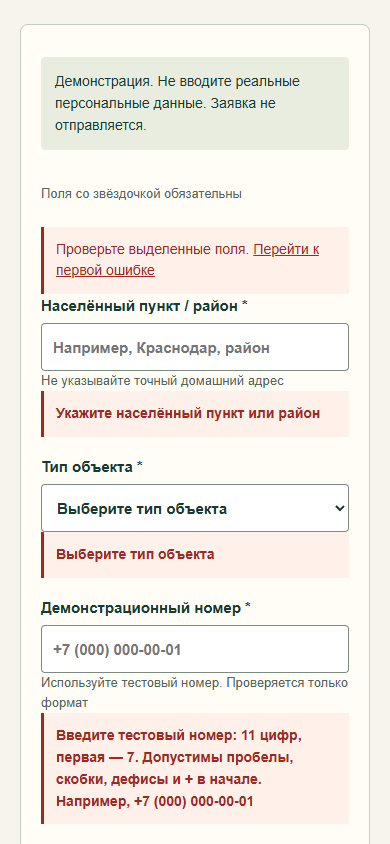 Демонстрация. Не вводите реальные
персональные данные. Заявка не
отправляется.
Поля со звёздочкой обязательны
Проверьте выделенные поля. Перейти к
первой ошибке
Населённый пункт / район *
Например, Краснодар, район
Не указывайте точный домашний адрес
Укажите населённый пункт или район
Тип объекта *
Выберите тип объекта
Выберите тип объекта
Демонстрационный номер *
+7 (000) 000-00-01
Используйте тестовый номер. Проверяется только
формат
Введите тестовый номер: 11 цифр,
первая — 7. Допустимы пробелы,
скобки, дефисы и + в начале.
Например, +7 (000) 000-00-01